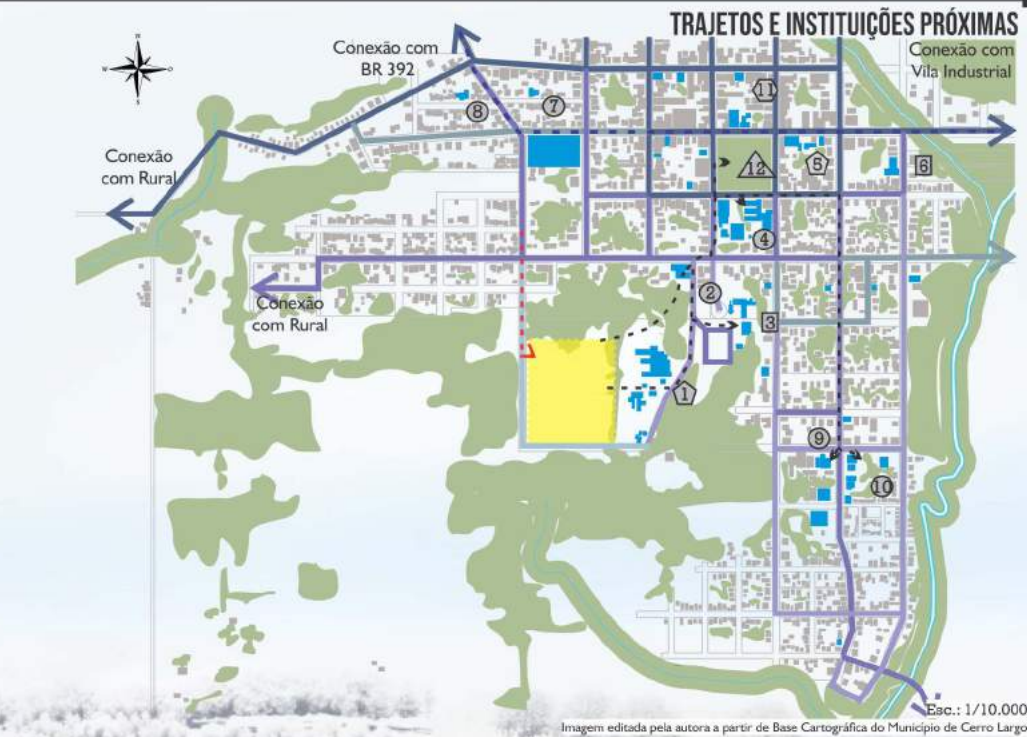 TRAJETOS E INSTITUIÇÕES PRÓXIMAS
Conexão com
BR 392
Conexão com
Vila Industrial
Conexão
com Rural
Conexão
com Rural
11
7
8
12
5
6
4
2
3
1
9
10
Esc.: 1/10.000
Imagem editada pela autora a partir de Base Cartográfica do Município de Cerro Largo